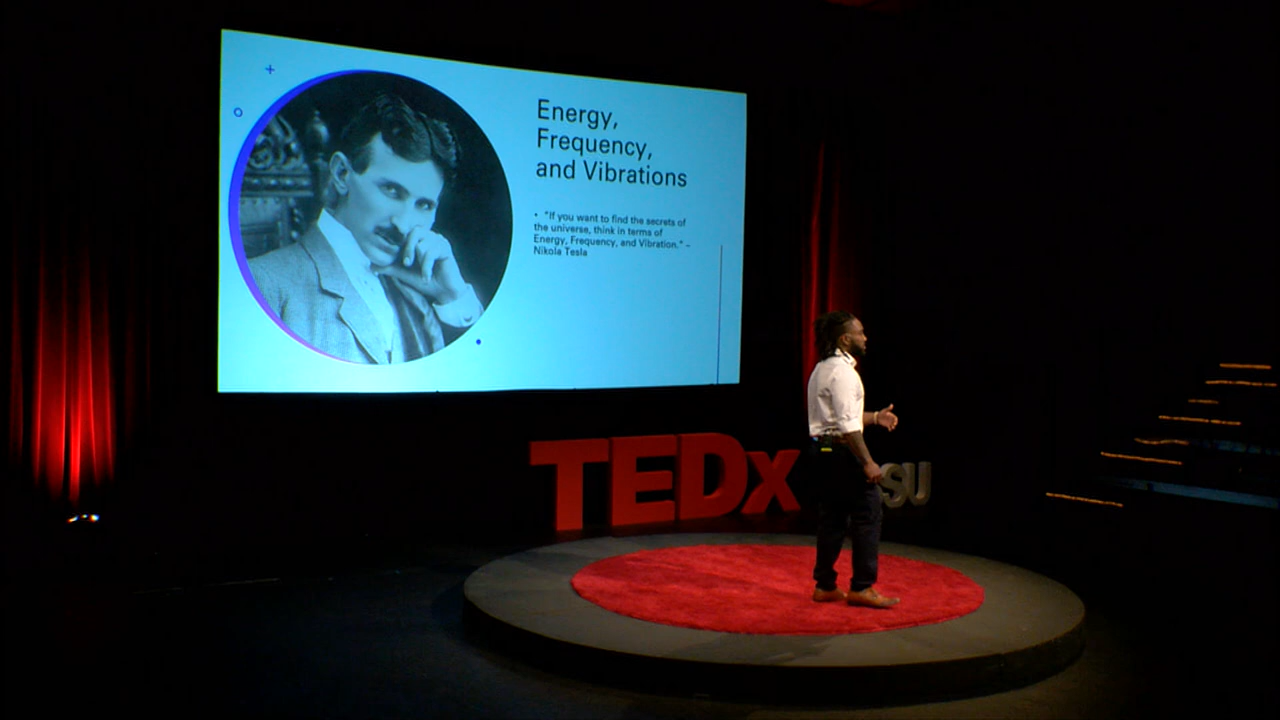 Energy,
Frequency,
and Vibrations
• "If you want to find the secrets of
the universe, think in terms of
Energy, Frequency, and Vibration." –
Nikola Tesla
TEDx SU